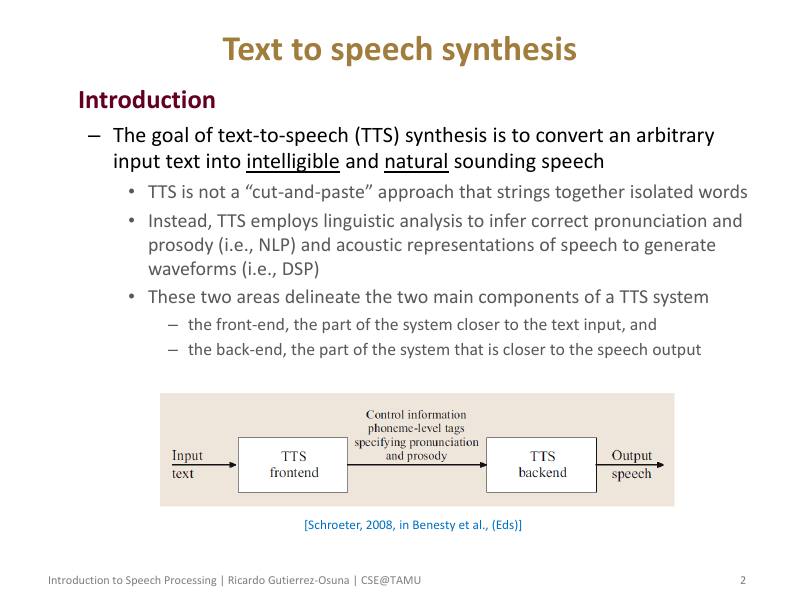 Text to speech synthesis
Introduction
– The goal of text-to-speech (TTS) synthesis is to convert an arbitrary
input text into intelligible and natural sounding speech
• TTS is not a “cut-and-paste” approach that strings together isolated words
• Instead, TTS employs linguistic analysis to infer correct pronunciation and
prosody (i.e., NLP) and acoustic representations of speech to generate
waveforms (i.e., DSP)
• These two areas delineate the two main components of a TTS system
– the front-end, the part of the system closer to the text input, and
– the back-end, the part of the system that is closer to the speech output
Input
text
TTS
frontend
Control information
phoneme-level tags
specifying pronunciation
and prosody
TTS
backend
Output
speech
[Schroeter, 2008, in Benesty et al., (Eds)]
Introduction to Speech Processing | Ricardo Gutierrez-Osuna | CSE@TAMU
2